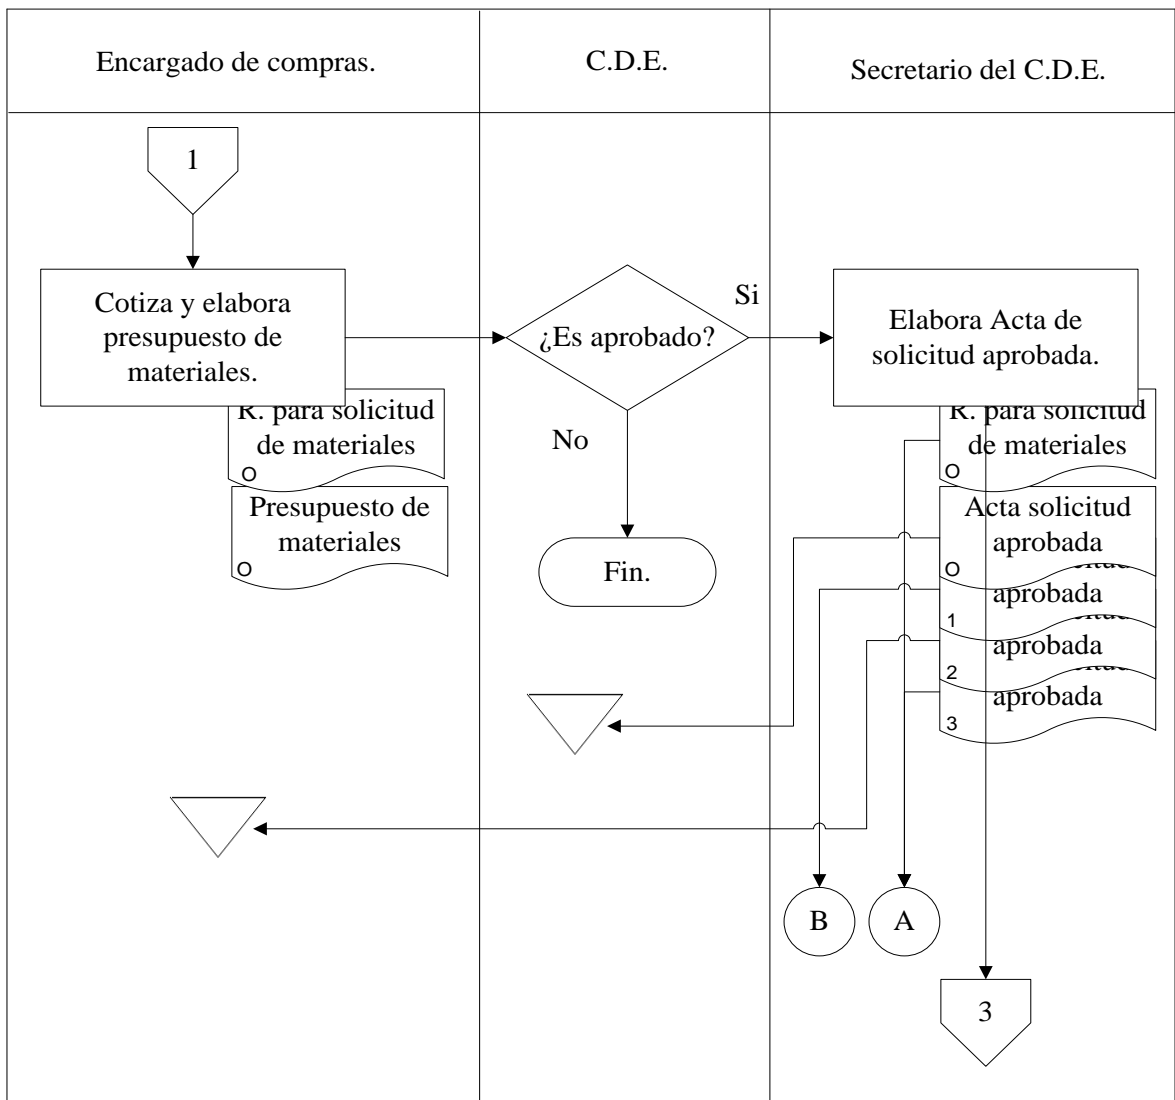 Encargado de compras.
C.D.E.
Secretario del C.D.E.
1
Cotiza y elabora
presupuesto de
materiales.
R. para solicitud
de materiales
O
Presupuesto de
materiales
O
¿Es aprobado?
Si
No
Fin.
Elabora Acta de
solicitud aprobada.
R. para solicitud
de materiales
O
Acta solicitud
aprobada
O
aprobada
1
aprobada
2
aprobada
3
B
A
3